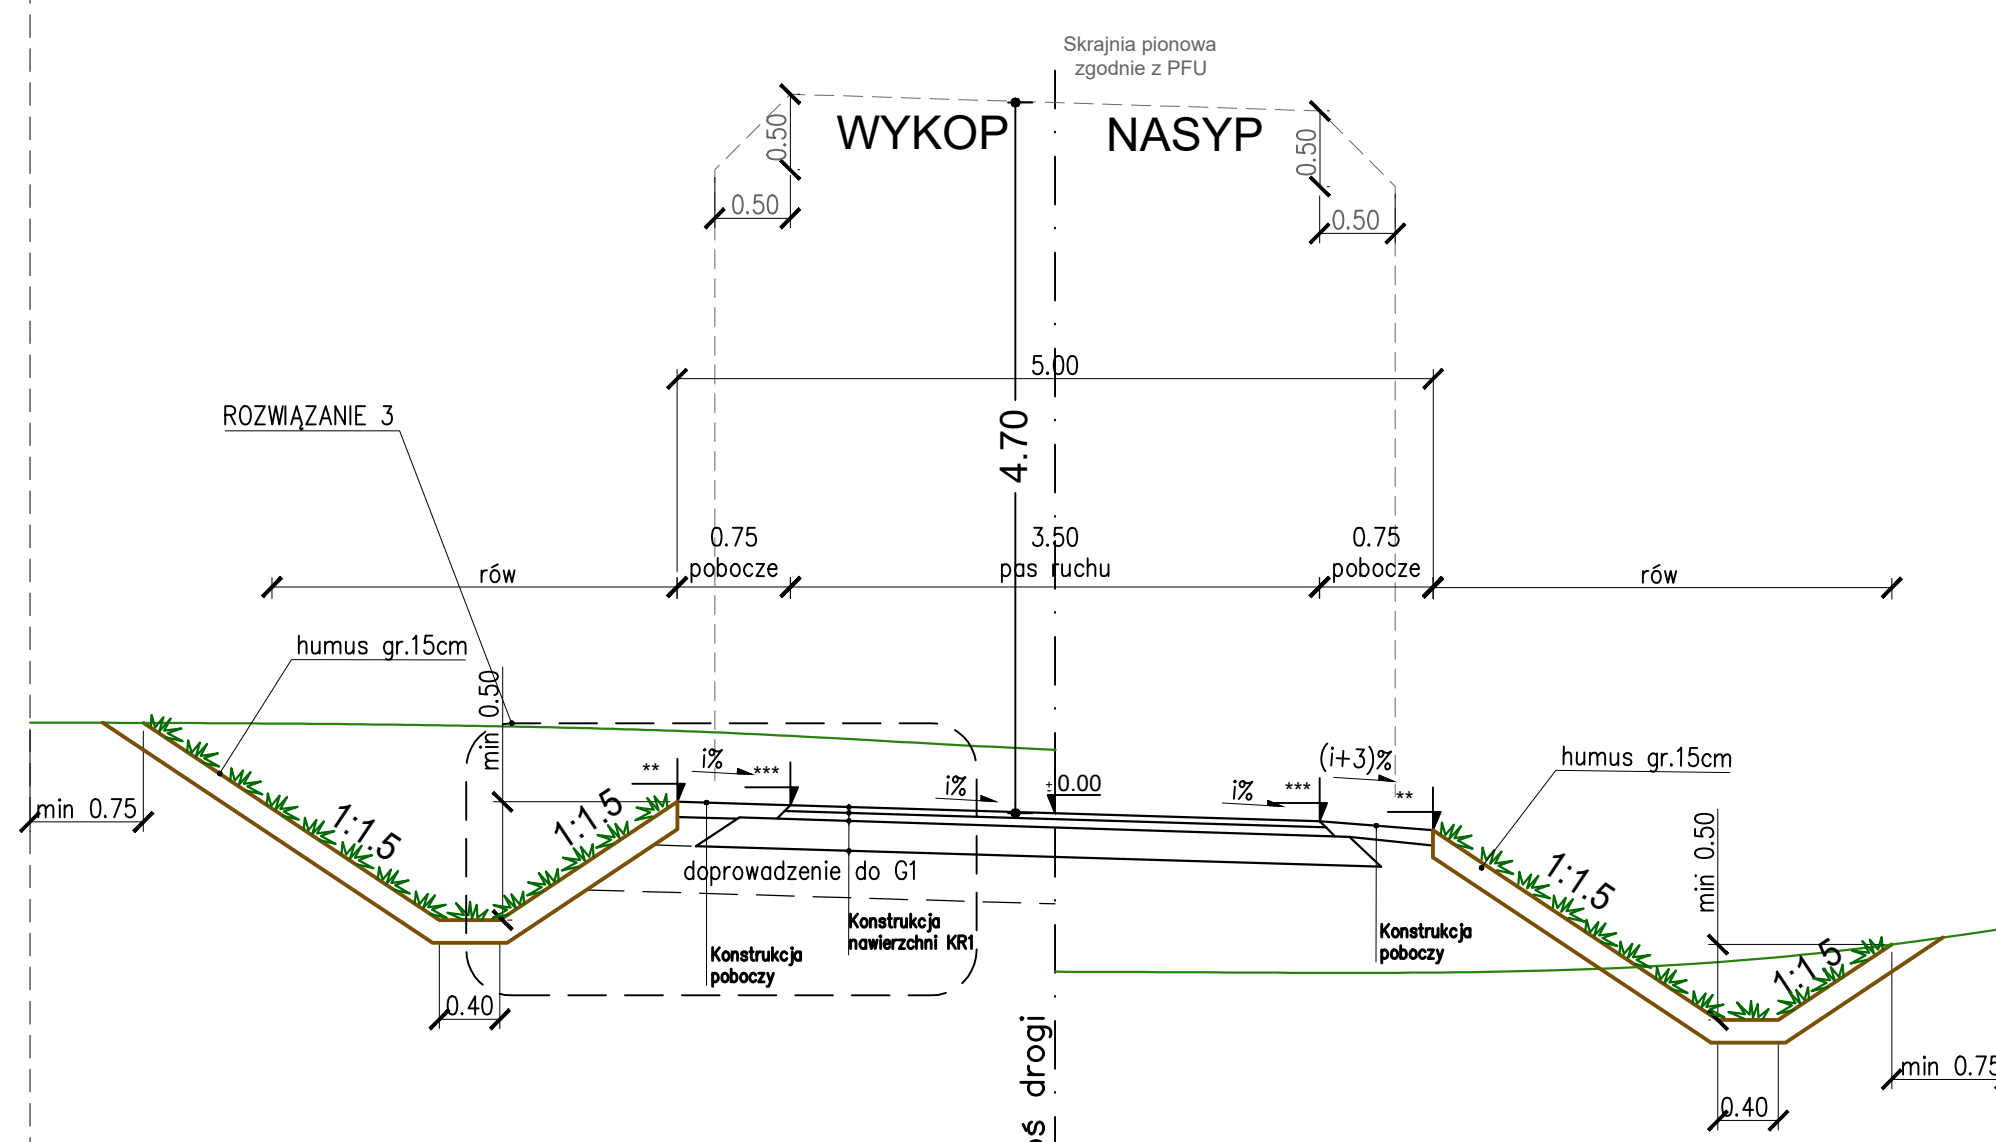 Skrajnia pionowa
zgodnie z PFU
WYKOP NASYP
0.50 0.50
0.50 0.50
5.00
ROZWIĄZANIE 3
4.70
0.75 3.50 0.75
rów pobocze pas ruchu pobocze rów
humus gr.15cm
min 0.50
i% (i+3)% humus gr.15cm
** *** i% ±0.00 i% *** **
min 0.75 1:1.5 1:1.5
min 0.50
doprowadzenie do G1 1:1.5
Konstrukcja
nawierzchni KR1
Konstrukcja
poboczy
Konstrukcja
poboczy
1:1.5
0.40
oś drogi
min 0.75
0.40